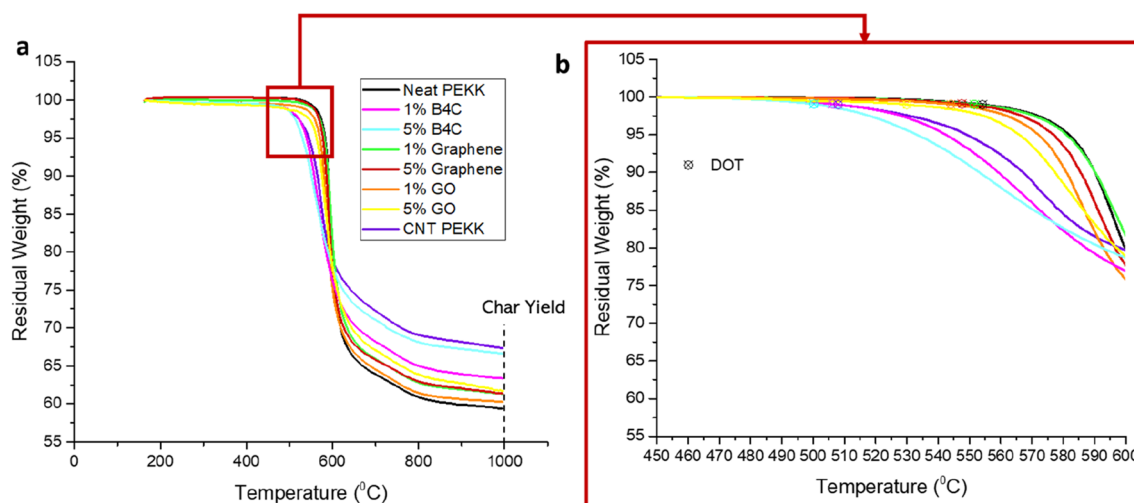 a
105
100
95
90
85
80
75
70
65
60
55
Residual Weight (%)
0
200
400
600
800
1000
Temperature (⁰C)
Neat PEKK
1% B4C
5% B4C
1% Graphene
5% Graphene
1% GO
5% GO
CNT PEKK
Char Yield
b
105
100
95
90
85
80
75
70
65
60
55
Residual Weight (%)
DOT
450 460 470 480 490 500 510 520 530 540 550 560 570 580 590 600
Temperature (⁰C)